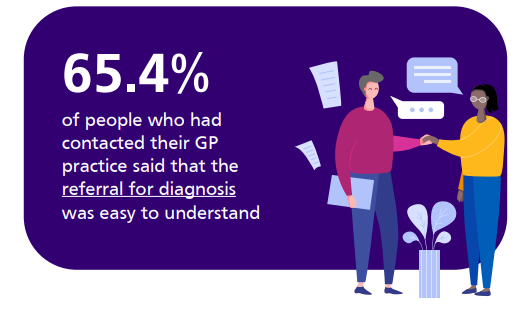 65.4%
of people who had
contacted their GP
practice said that the
referral for diagnosis
was easy to understand